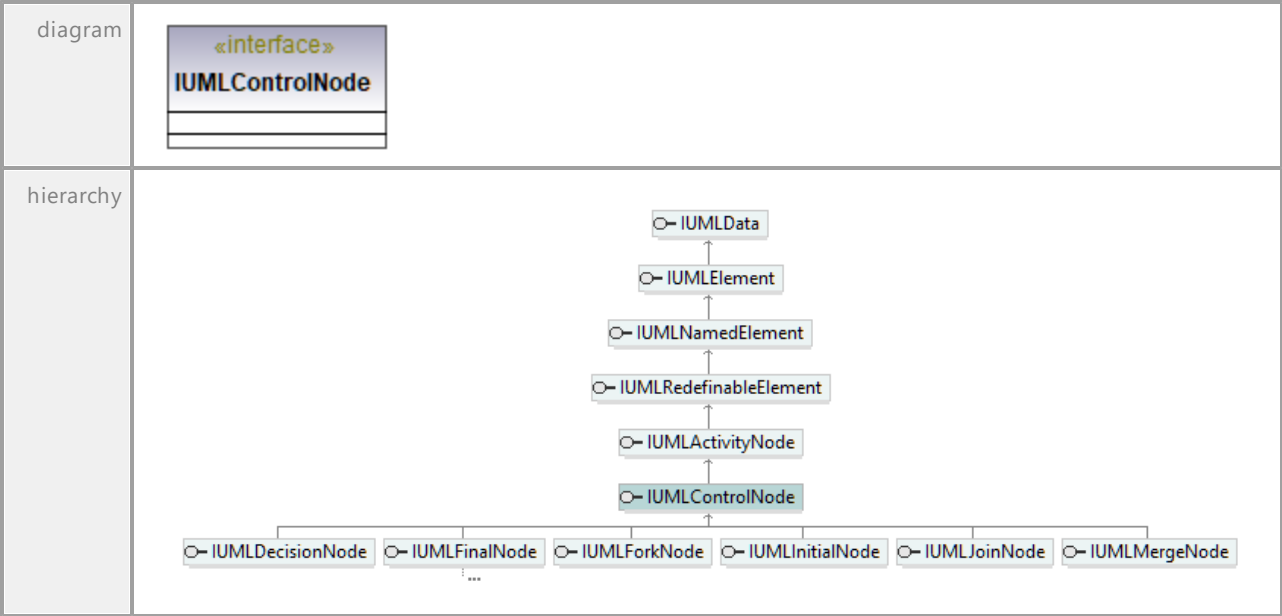 diagram
«interface»
IUMLControlNode
hierarchy
IUMLData
IUMLElement
IUMLNamedElement
IUMLRedefinableElement
IUMLActivityNode
IUMLControlNode
IUMLDecisionNode IUMLFinalNode IUMLForkNode IUMLInitialNode IUMLJoinNode IUMLMergeNode
...